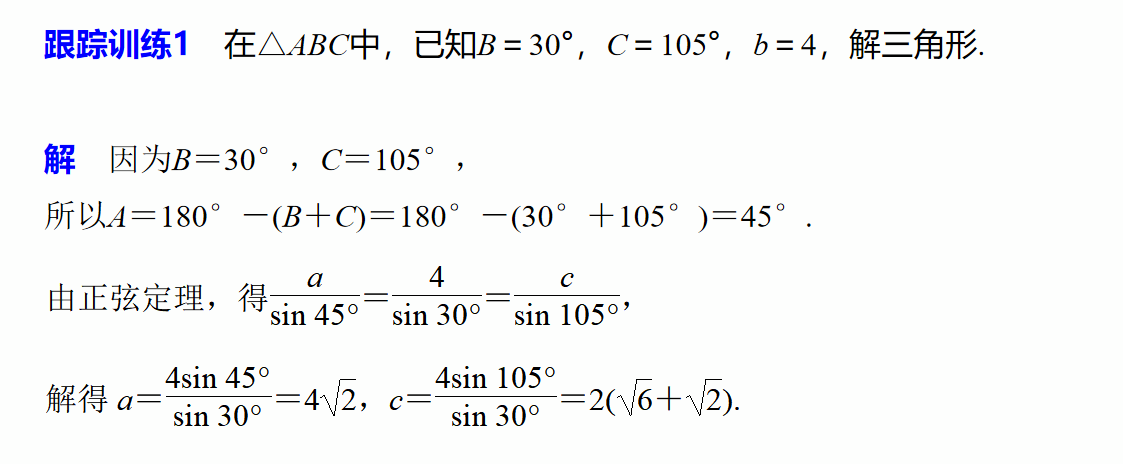 跟踪训练1 在△ABC中，已知B＝30°，C＝105°，b＝4，解三角形.
解 因为B＝30°，C＝105°，
所以A＝180°－(B＋C)＝180°－(30°＋105°)＝45°.
由正弦定理，得a/sin 45°＝4/sin 30°＝c/sin 105°，
解得 a＝4sin 45°/sin 30°＝4√2，c＝4sin 105°/sin 30°＝2(√6＋√2).